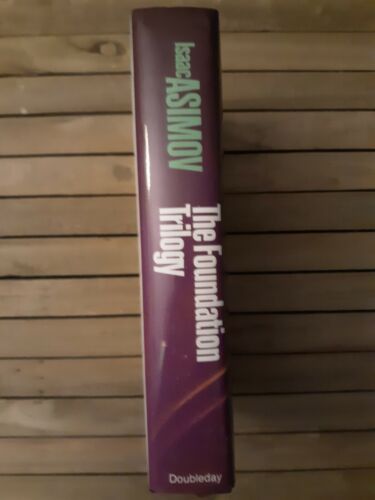 Isaac ASIMOV
The Foundation
Trilogy
Doubleday